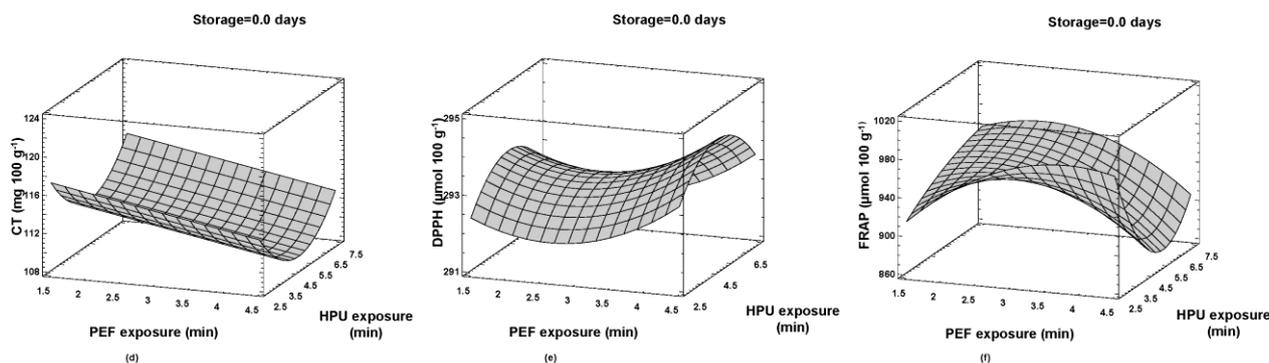 Storage=0.0 days
CT (mg 100 g-1)
124
120
116
112
108
1.5 2 2.5 3 3.5 4 4.5
PEF exposure (min)
2.5 3.5 4.5 5.5 6.5 7.5
HPU exposure
(min)
(d)
Storage=0.0 days
DPPH (µmol 100 g-1)
295
293
291
1.5 2 2.5 3 3.5 4 4.5
PEF exposure (min)
2.5 4.5 6.5
HPU exposure
(min)
(e)
Storage=0.0 days
FRAP (µmol 100 g-1)
1020
980
940
900
860
1.5 2 2.5 3 3.5 4 4.5
PEF exposure (min)
2.5 3.5 4.5 5.5 6.5 7.5
HPU exposure
(min)
(f)